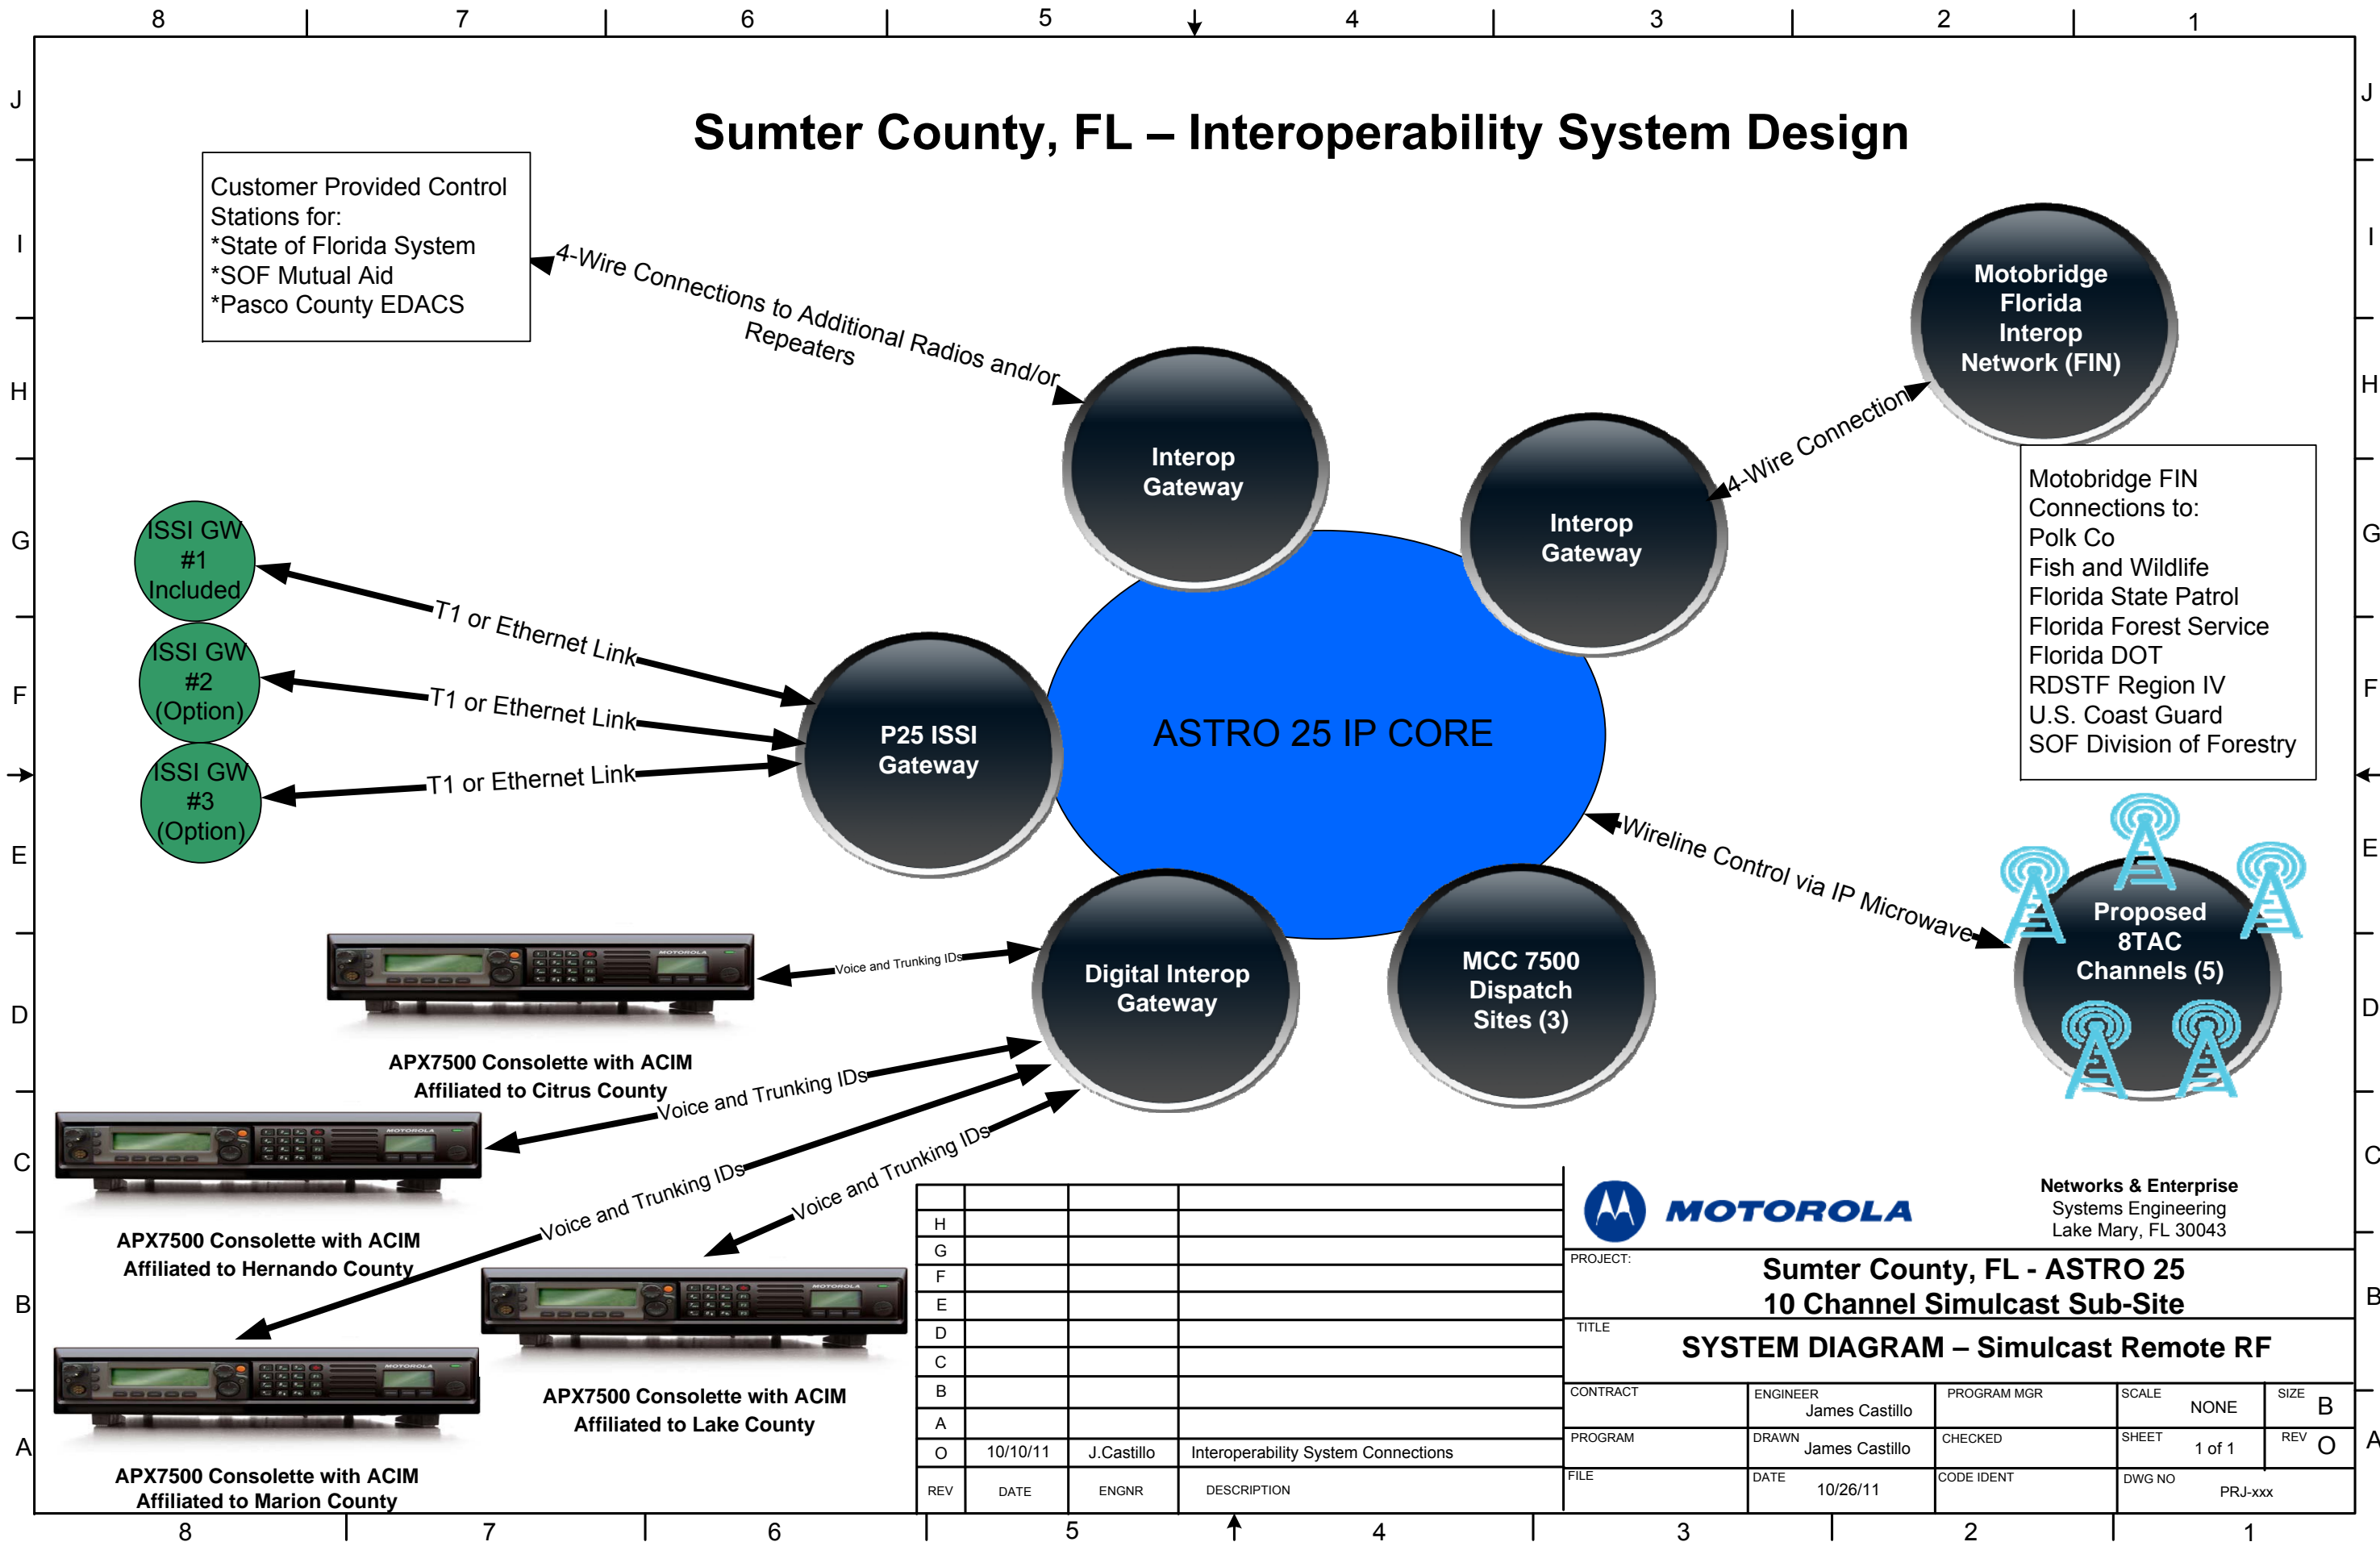 8 7 6 5 4 3 2 1
J J
Sumter County, FL – Interoperability System Design
Customer Provided Control
Stations for:
*State of Florida System
*SOF Mutual Aid
*Pasco County EDACS
I I
4-Wire Connections to Additional Radios and/or
Repeaters
Motobridge
Florida
Interop
Network (FIN)
H H
4-Wire Connection
Interop
Gateway
Interop
Gateway
Motobridge FIN
Connections to:
Polk Co
Fish and Wildlife
Florida State Patrol
Florida Forest Service
Florida DOT
RDSTF Region IV
U.S. Coast Guard
SOF Division of Forestry
G G
ISSI GW
#1
Included
T1 or Ethernet Link
ISSI GW
#2
(Option)
T1 or Ethernet Link
F F
ISSI GW
#3
(Option)
T1 or Ethernet Link
P25 ISSI
Gateway
ASTRO 25 IP CORE
E E
Wireline Control via IP Microwave
Proposed
8TAC
Channels (5)
MOTOROLA
Voice and Trunking IDs
Digital Interop
Gateway
MCC 7500
Dispatch
Sites (3)
D D
APX7500 Consolette with ACIM
Affiliated to Citrus County
Voice and Trunking IDs
MOTOROLA
C C
Voice and Trunking IDs
Voice and Trunking IDs
APX7500 Consolette with ACIM
Affiliated to Hernando County
B B
MOTOROLA
APX7500 Consolette with ACIM
Affiliated to Lake County
MOTOROLA
APX7500 Consolette with ACIM
Affiliated to Marion County
A A
H
G
F
E
D
C
B
A
O 10/10/11 J.Castillo Interoperability System Connections
REV DATE ENGNR DESCRIPTION
MOTOROLA
Networks & Enterprise
Systems Engineering
Lake Mary, FL 30043
PROJECT:
Sumter County, FL - ASTRO 25
10 Channel Simulcast Sub-Site
TITLE
SYSTEM DIAGRAM – Simulcast Remote RF
CONTRACT ENGINEER James Castillo PROGRAM MGR SCALE NONE SIZE B
PROGRAM DRAWN James Castillo CHECKED SHEET 1 of 1 REV O
FILE DATE 10/26/11 CODE IDENT DWG NO PRJ-xxx
8 7 6 5 4 3 2 1